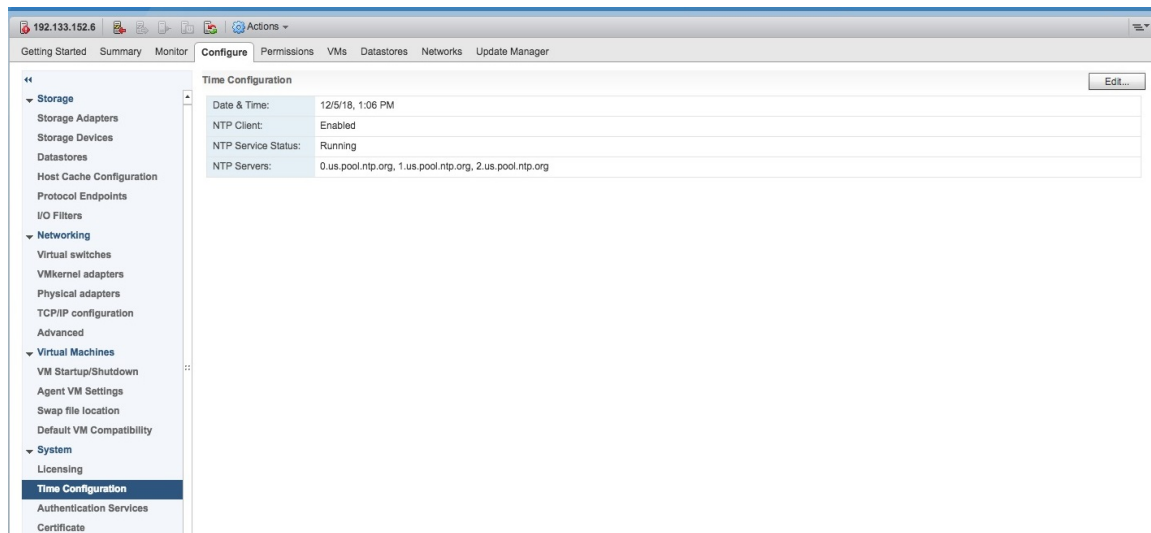 192.133.152.6 Actions
Getting Started Summary Monitor Configure Permissions VMs Datastores Networks Update Manager
Time Configuration
Edit...
Date & Time: 12/5/18, 1:06 PM
NTP Client: Enabled
NTP Service Status: Running
NTP Servers: 0.us.pool.ntp.org, 1.us.pool.ntp.org, 2.us.pool.ntp.org
Storage
Storage Adapters
Storage Devices
Datastores
Host Cache Configuration
Protocol Endpoints
I/O Filters
Networking
Virtual switches
VMkernel adapters
Physical adapters
TCP/IP configuration
Advanced
Virtual Machines
VM Startup/Shutdown
Agent VM Settings
Swap file location
Default VM Compatibility
System
Licensing
Time Configuration
Authentication Services
Certificate